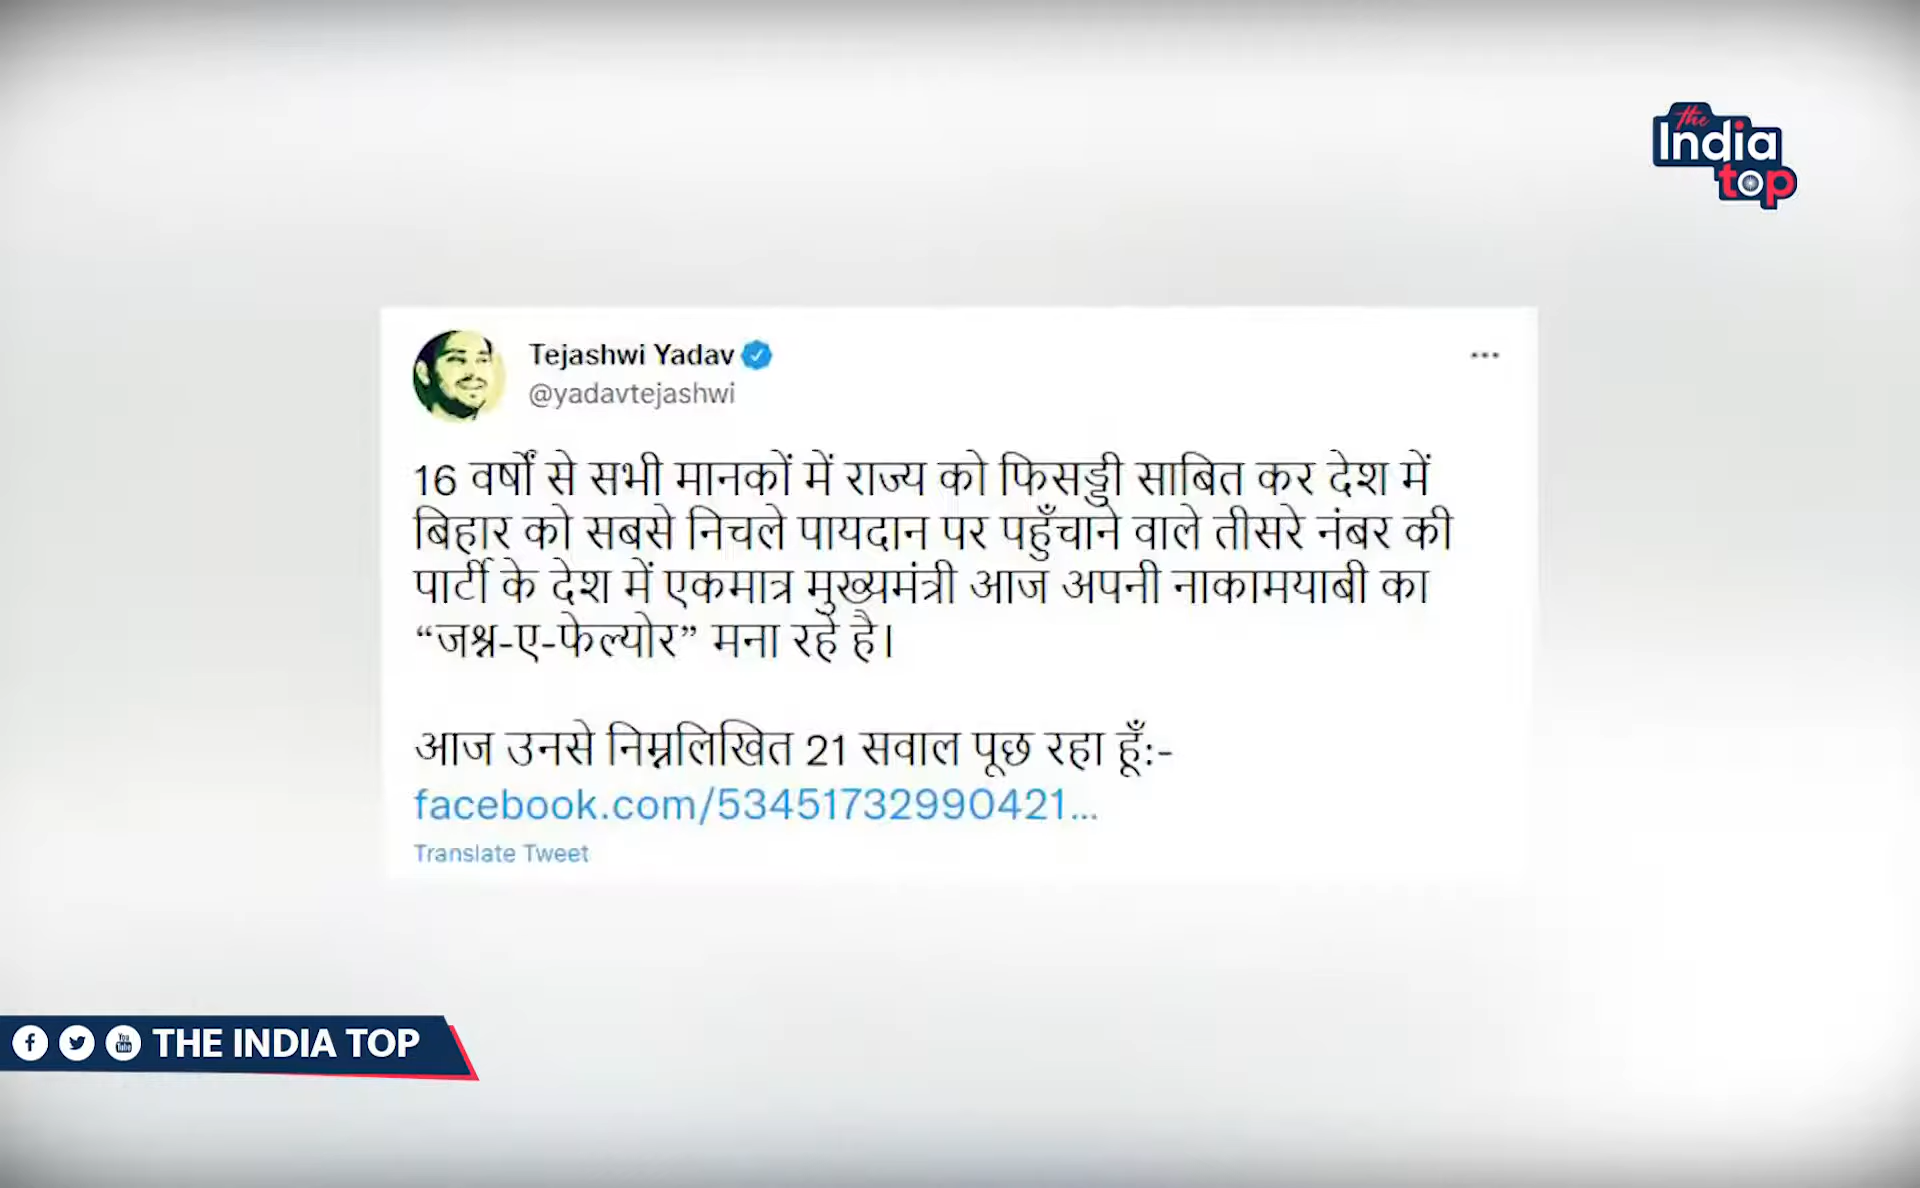 the
India
top
Tejashwi Yadav
@yadavtejashwi
16 वर्षों से सभी मानकों में राज्य को फिसड्डी साबित कर देश में
बिहार को सबसे निचले पायदान पर पहुँचाने वाले तीसरे नंबर की
पार्टी के देश में एकमात्र मुख्यमंत्री आज अपनी नाकामयाबी का
“जश्न-ए-फेल्योर” मना रहे है।
आज उनसे निम्नलिखित 21 सवाल पूछ रहा हूँ:-
facebook.com/53451732990421...
Translate Tweet
THE INDIA TOP